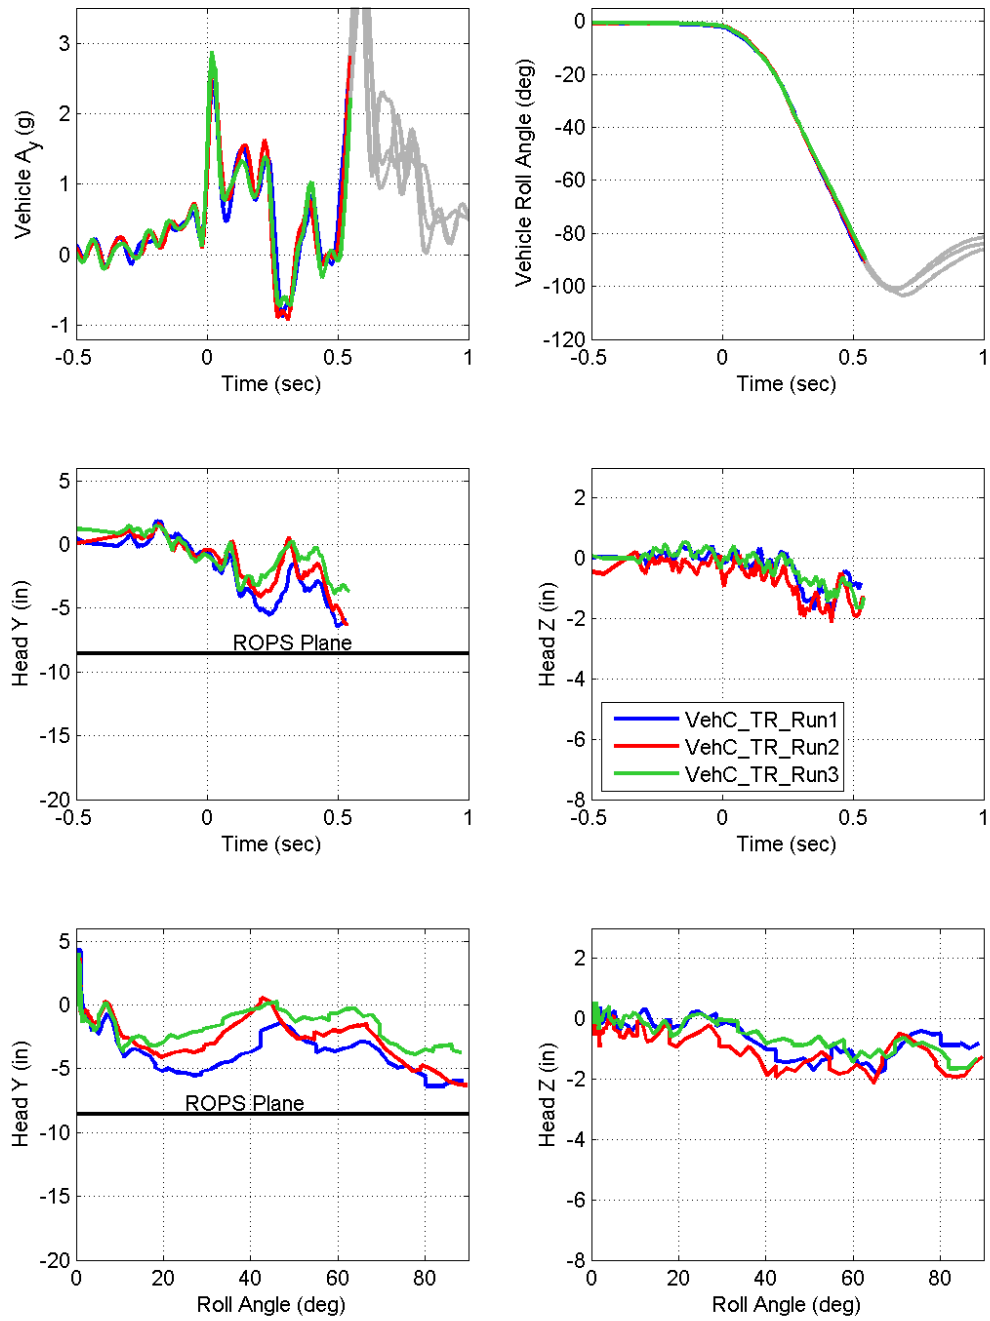 3
2
1
0
-1
-0.5 0 0.5 1
Time (sec)
Vehicle Ay (g)
0
-20
-40
-60
-80
-100
-120
-0.5 0 0.5 1
Time (sec)
Vehicle Roll Angle (deg)
5
0
-5
-10
-15
-20
-0.5 0 0.5 1
Time (sec)
Head Y (in)
ROPS Plane
2
0
-2
-4
-6
-8
-0.5 0 0.5 1
Time (sec)
Head Z (in)
VehC_TR_Run1
VehC_TR_Run2
VehC_TR_Run3
5
0
-5
-10
-15
-20
0 20 40 60 80
Roll Angle (deg)
Head Y (in)
ROPS Plane
2
0
-2
-4
-6
-8
0 20 40 60 80
Roll Angle (deg)
Head Z (in)